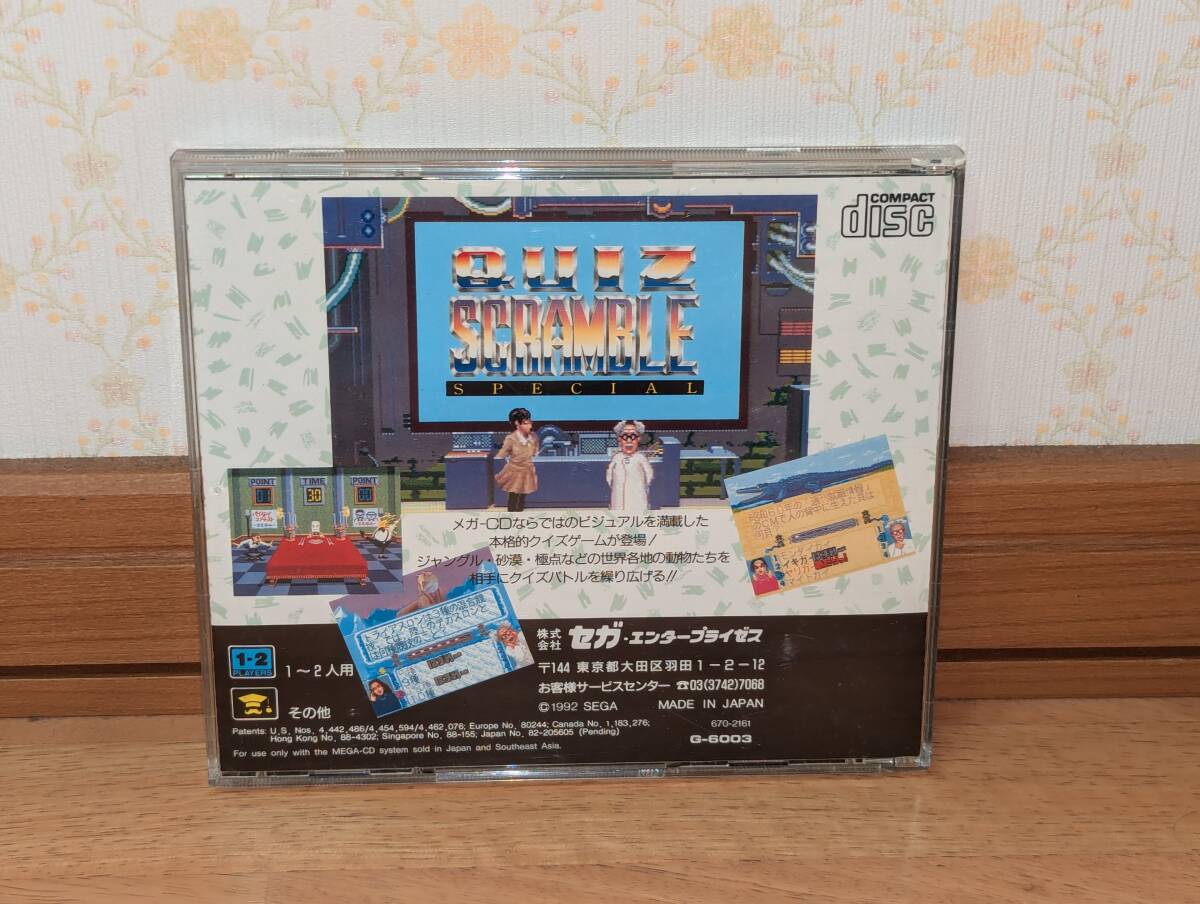 COMPACT
disc
QUIZ
SCRAMBLE
SPECIAL
POINT
TIME
POINT
30
メガ-CDならではのビジュアルを満載した
本格的クイズゲームが登場!
ジャングル・砂漠・極点などの世界各地の動物たちを
相手にクイズバトルを繰り広げる!!
1-2
PLAYERS
1〜2人用
その他
株式会社 セガ・エンタープライゼス
〒144 東京都大田区羽田1-2-12
お客様サービスセンター ☎03(3742)7068
©1992 SEGA MADE IN JAPAN
670-2161
G-6003
Patents: U.S. Nos. 4,442,486/4,454,594/4,462,076; Europe No. 80244; Canada No. 1,183,276;
Hong Kong No. 88-4302; Singapore No. 88-155; Japan No. 82-205605 (Pending)
For use only with the MEGA-CD system sold in Japan and Southeast Asia.